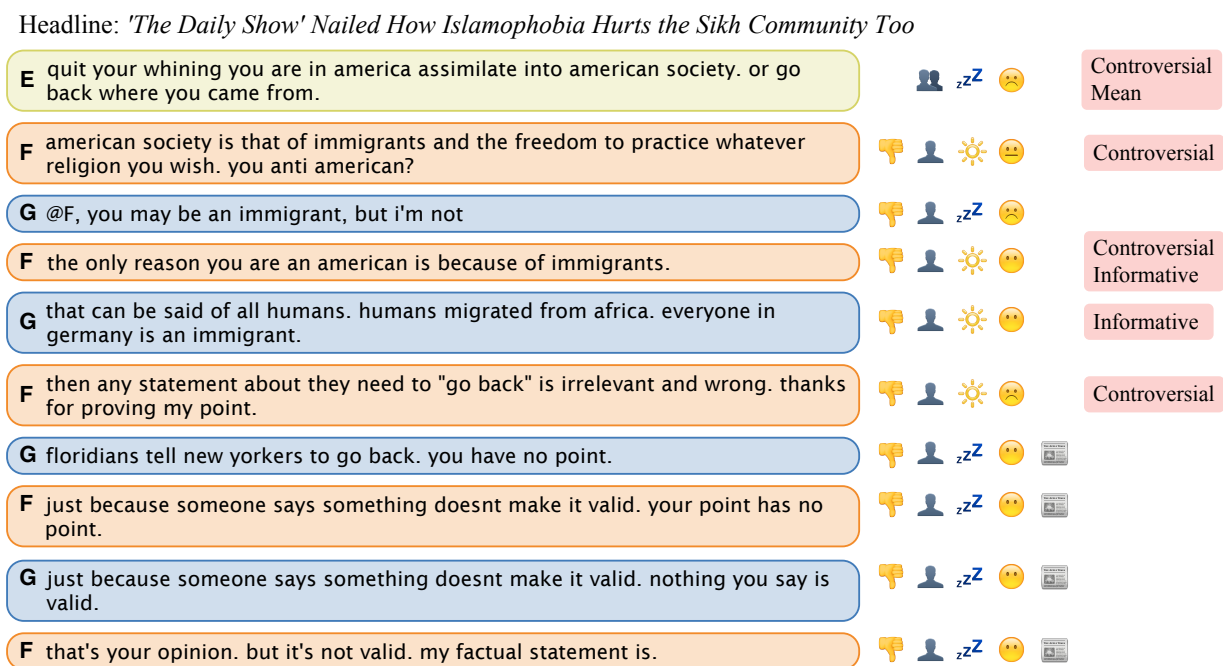 Headline: 'The Daily Show' Nailed How Islamophobia Hurts the Sikh Community Too
E quit your whining you are in america assimilate into american society. or go
back where you came from.
zzZ
Controversial
Mean
F american society is that of immigrants and the freedom to practice whatever
religion you wish. you anti american?
Controversial
G @F, you may be an immigrant, but i'm not
zzZ
F the only reason you are an american is because of immigrants.
Controversial
Informative
G that can be said of all humans. humans migrated from africa. everyone in
germany is an immigrant.
Informative
F then any statement about they need to "go back" is irrelevant and wrong. thanks
for proving my point.
Controversial
G floridians tell new yorkers to go back. you have no point.
zzZ
F just because someone says something doesnt make it valid. your point has no
point.
zzZ
G just because someone says something doesnt make it valid. nothing you say is
valid.
zzZ
F that's your opinion. but it's not valid. my factual statement is.
zzZ